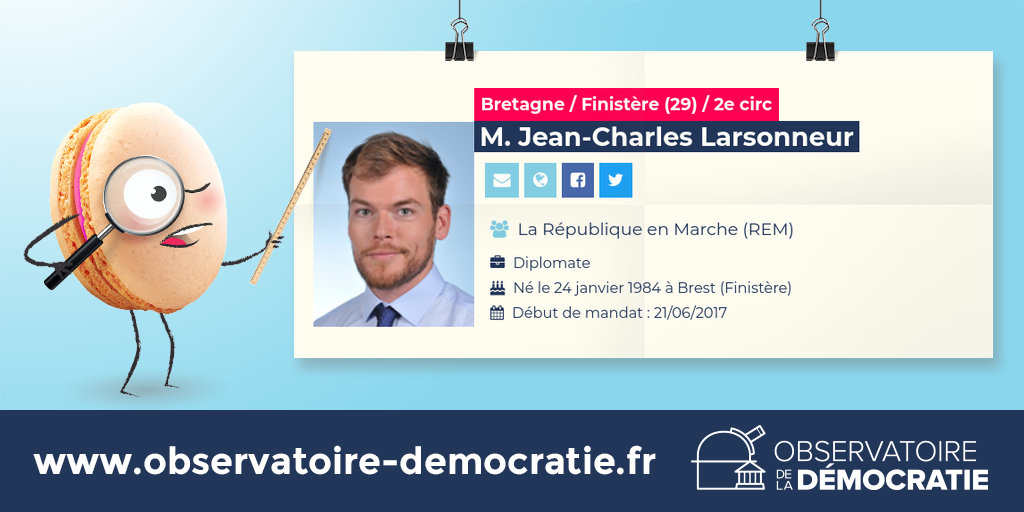 Bretagne / Finistère (29) / 2e circ
M. Jean-Charles Larsonneur
La République en Marche (REM)
Diplomate
Né le 24 janvier 1984 à Brest (Finistère)
Début de mandat : 21/06/2017
www.observatoire-democratie.fr
OBSERVATOIRE
DE LA DÉMOCRATIE